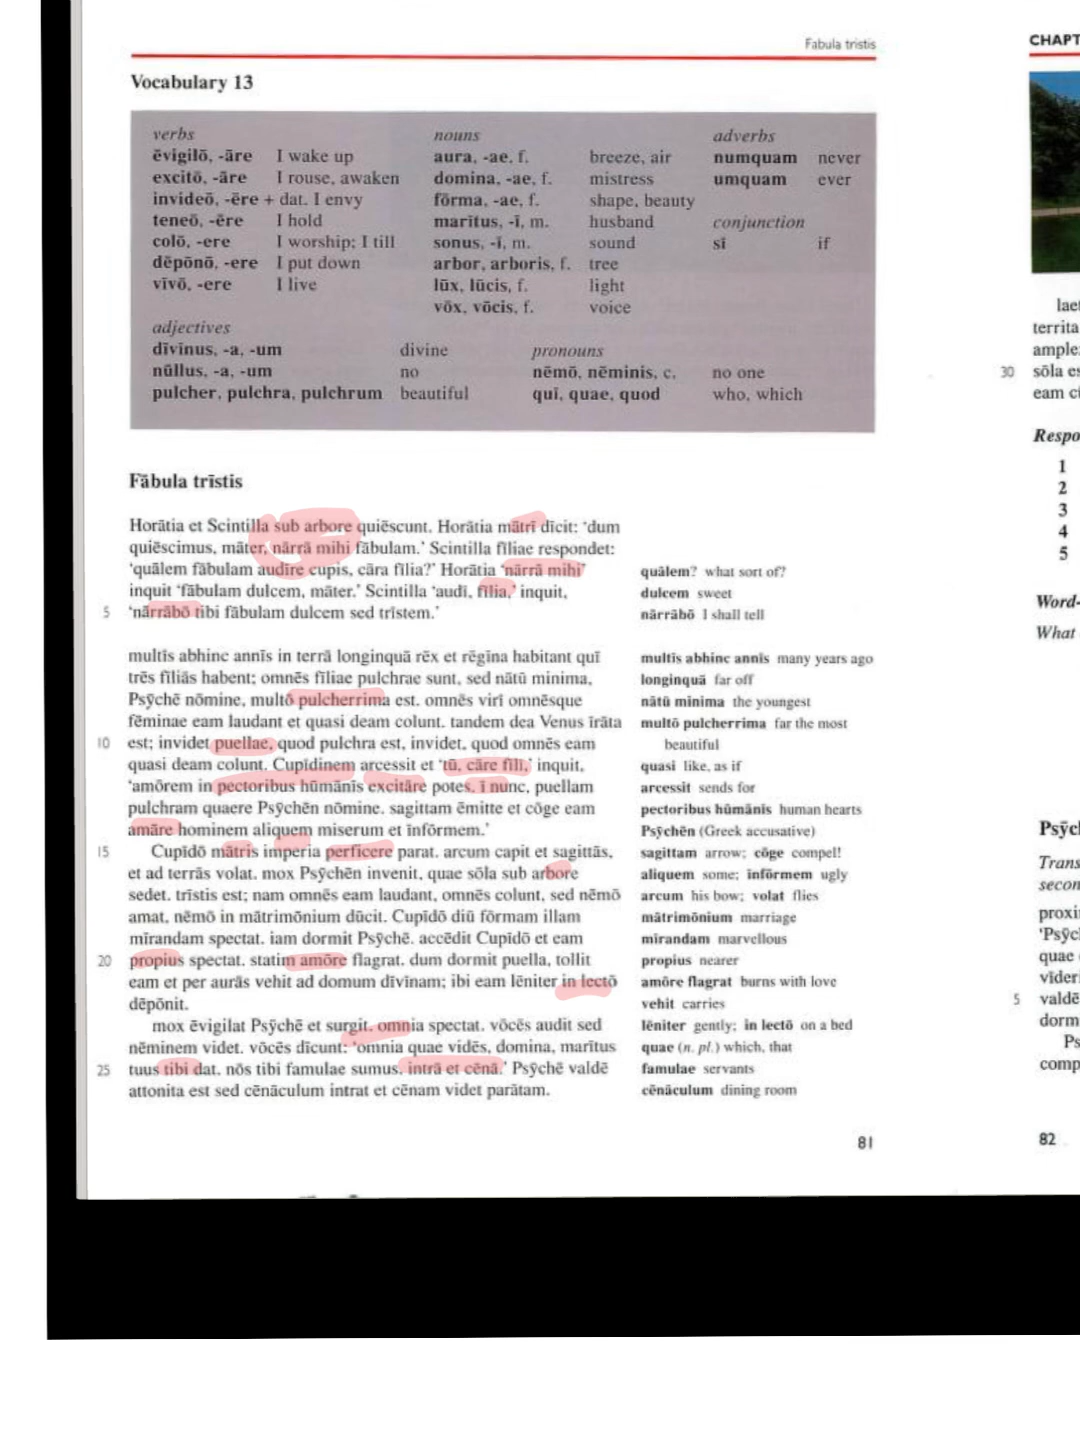 Fabula tristis
Vocabulary 13
verbs
ēvigilō, -āre I wake up
excitō, -āre I rouse, awaken
invideō, -ēre + dat. I envy
teneō, -ēre I hold
colō, -ere I worship; I till
dēpōnō, -ere I put down
vīvō, -ere I live
nouns
aura, -ae, f. breeze, air
domina, -ae, f. mistress
fōrma, -ae, f. shape, beauty
marītus, -ī, m. husband
sonus, -ī, m. sound
arbor, arboris, f. tree
lūx, lūcis, f. light
vōx, vōcis, f. voice
adverbs
numquam never
umquam ever
conjunction
sī if
adjectives
dīvīnus, -a, -um divine
nūllus, -a, -um no
pulcher, pulchra, pulchrum beautiful
pronouns
nēmō, nēminis, c. no one
quī, quae, quod who, which
Fābula trīstis
Horātia et Scintilla sub arbore quiēscunt. Horātia mātrī dīcit: 'dum
quiēscimus, māter, nārrā mihi fābulam.' Scintilla fīliae respondet:
'quālem fābulam audīre cupis, cāra fīlia?' Horātia 'nārrā mihi'
inquit 'fābulam dulcem, māter.' Scintilla 'audī, fīlia,' inquit,
5 'nārrābō tibi fābulam dulcem sed trīstem.'
multīs abhinc annīs in terrā longinquā rēx et rēgīna habitant quī
trēs fīliās habent; omnēs fīliae pulchrae sunt, sed nātū minima,
Psȳchē nōmine, multō pulcherrima est. omnēs virī omnēsque
fēminae eam laudant et quasi deam colunt. tandem dea Venus īrāta
10 est; invidet puellae, quod pulchra est, invidet, quod omnēs eam
quasi deam colunt. Cupīdinem arcessit et 'tū, cāre fīlī,' inquit,
'amōrem in pectoribus hūmānīs excitāre potes. ī nunc, puellam
pulchram quaere Psȳchēn nōmine. sagittam ēmitte et cōge eam
amāre hominem aliquem miserum et īnfōrmem.'
15 Cupīdō mātris imperia perficere parat. arcum capit et sagittās,
et ad terrās volat. mox Psȳchēn invenit, quae sōla sub arbore
sedet. trīstis est; nam omnēs eam laudant, omnēs colunt, sed nēmō
amat, nēmō in mātrimōnium dūcit. Cupīdō diū fōrmam illam
mīrandam spectat. iam dormit Psȳchē. accēdit Cupīdō et eam
20 propius spectat. statim amōre flagrat. dum dormit puella, tollit
eam et per aurās vehit ad domum dīvīnam; ibi eam lēniter in lectō
dēpōnit.
mox ēvigilat Psȳchē et surgit. omnia spectat. vōcēs audit sed
nēminem videt. vōcēs dīcunt: 'omnia quae vidēs, domina, marītus
25 tuus tibi dat. nōs tibi famulae sumus. intrā et cēnā.' Psȳchē valdē
attonita est sed cēnāculum intrat et cēnam videt parātam.
quālem? what sort of?
dulcem sweet
nārrābō I shall tell
multīs abhinc annīs many years ago
longinquā far off
nātū minima the youngest
multō pulcherrima far the most
beautiful
quasi like, as if
arcessit sends for
pectoribus hūmānīs human hearts
Psȳchēn (Greek accusative)
sagittam arrow; cōge compel!
aliquem some; īnfōrmem ugly
arcum his bow; volat flies
mātrimōnium marriage
mīrandam marvellous
propius nearer
amōre flagrat burns with love
vehit carries
lēniter gently; in lectō on a bed
quae (n. pl.) which, that
famulae servants
cēnāculum dining room
81
CHAPT
lae
territa
ample
30 sōla es
eam c
Respo
1
2
3
4
5
Word-
What
Psȳc
Trans
secon
proxi
'Psȳc
quae
vīder
5 valdē
dorm
Ps
comp
82